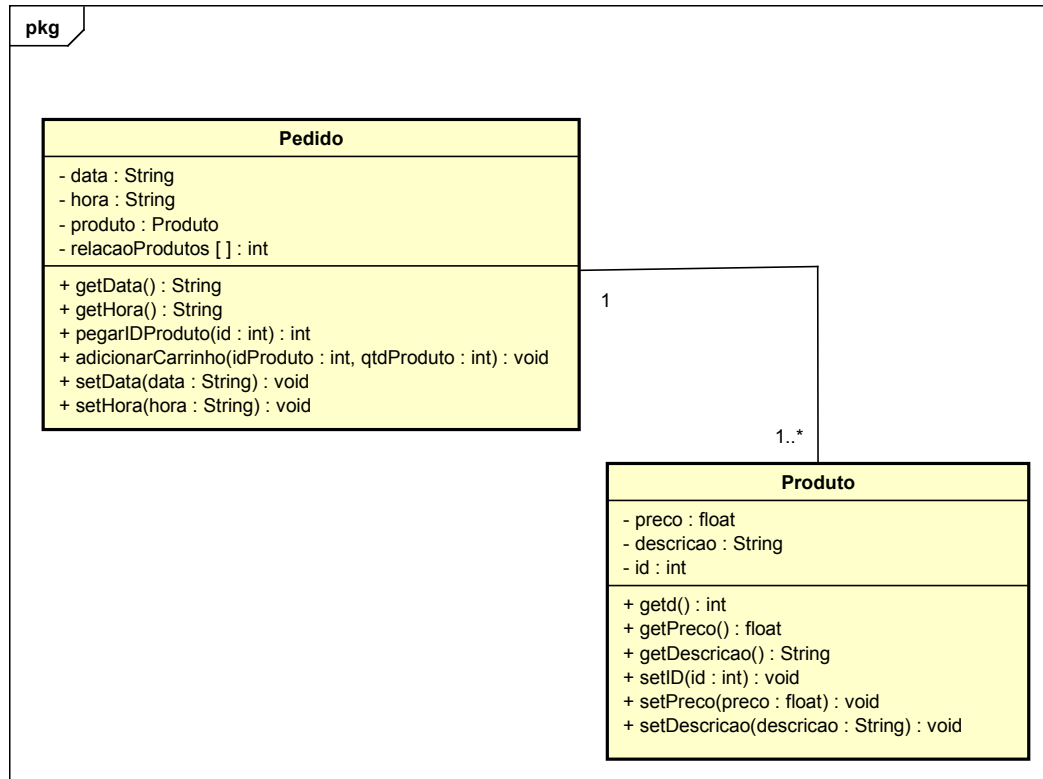 pkg
Pedido
- data : String
- hora : String
- produto : Produto
- relacaoProdutos [ ] : int
+ getData() : String
+ getHora() : String
+ pegarIDProduto(id : int) : int
+ adicionarCarrinho(idProduto : int, qtdProduto : int) : void
+ setData(data : String) : void
+ setHora(hora : String) : void
1
1..*
Produto
- preco : float
- descricao : String
- id : int
+ getd() : int
+ getPreco() : float
+ getDescricao() : String
+ setID(id : int) : void
+ setPreco(preco : float) : void
+ setDescricao(descricao : String) : void